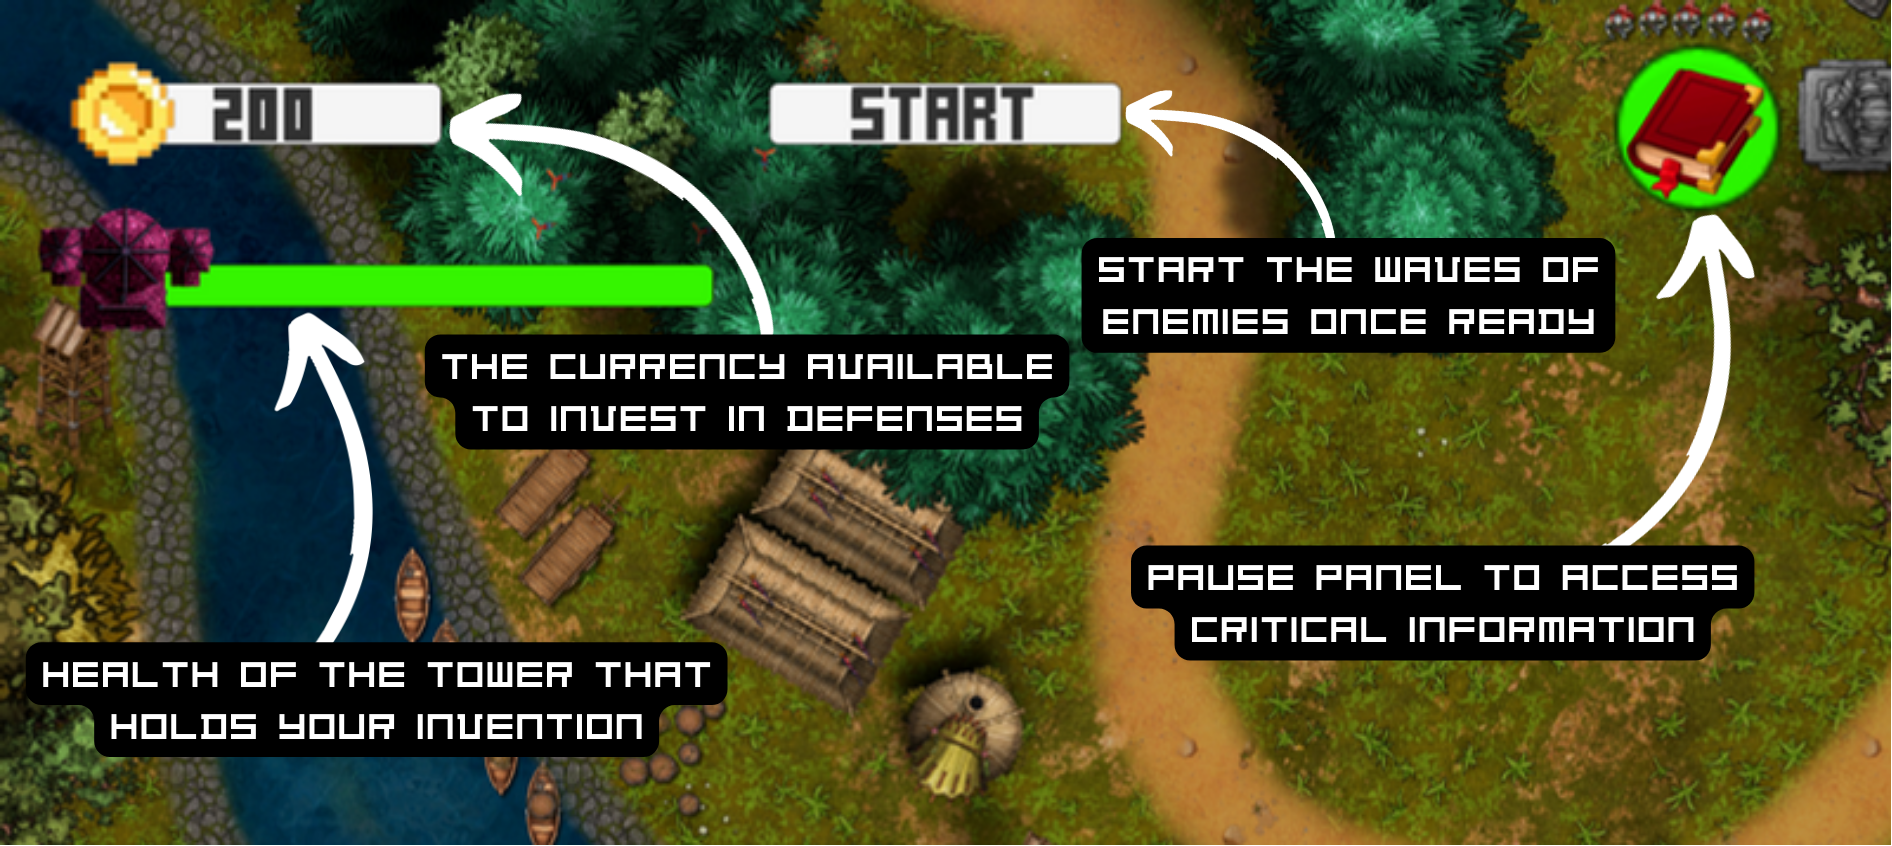 200
START
START THE WAVES OF
ENEMIES ONCE READY
THE CURRENCY AVAILABLE
TO INVEST IN DEFENSES
PAUSE PANEL TO ACCESS
CRITICAL INFORMATION
HEALTH OF THE TOWER THAT
HOLDS YOUR INVENTION